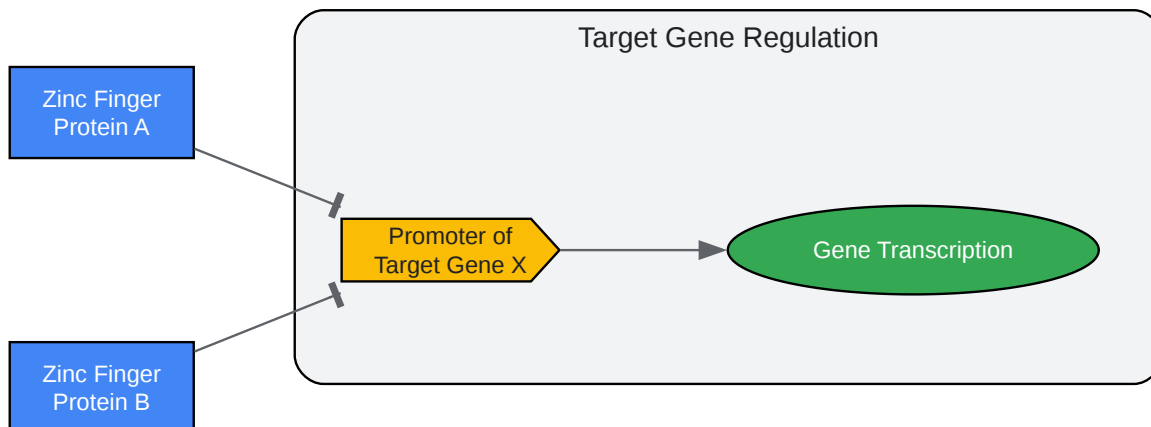 Target Gene Regulation
Zinc Finger
Protein A
Promoter of
Target Gene X
Gene Transcription
Zinc Finger
Protein B